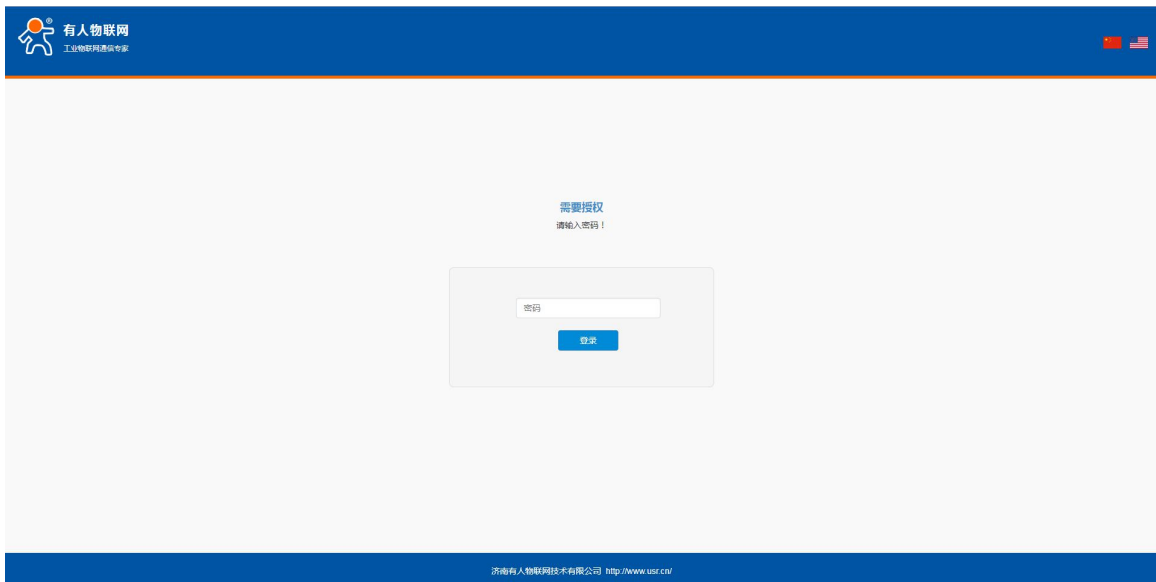 有人物联网
工业物联网通信专家
需要授权
请输入密码！
密码
登录
济南有人物联网技术有限公司 http://www.usr.cn/